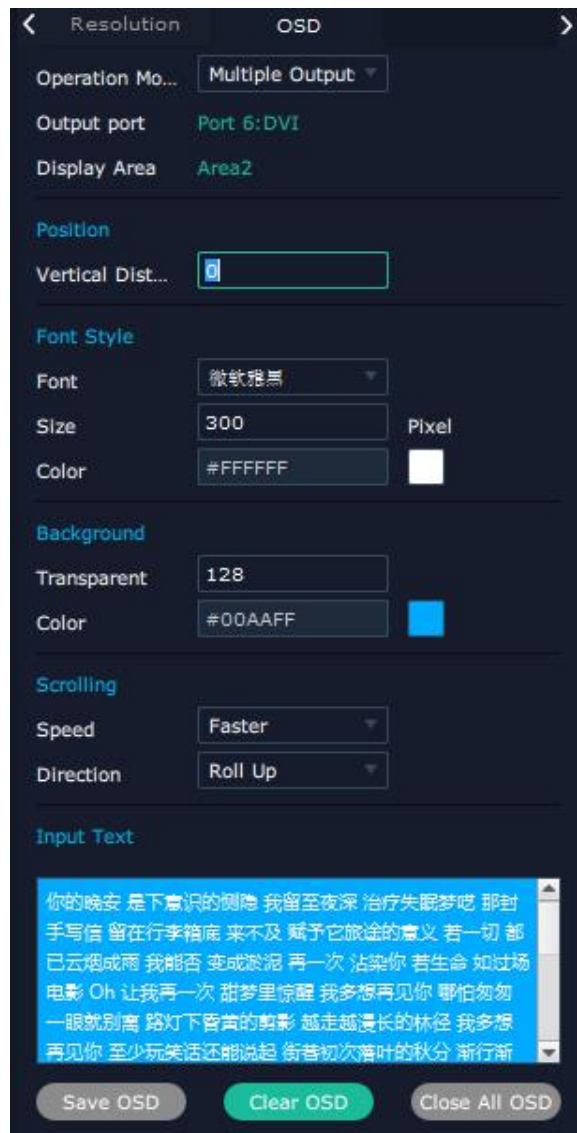 Resolution OSD
Operation Mo... Multiple Output
Output port Port 6:DVI
Display Area Area2
Position
Vertical Dist... 0
Font Style
Font 微软雅黑
Size 300 Pixel
Color #FFFFFF
Background
Transparent 128
Color #00AAFF
Scrolling
Speed Faster
Direction Roll Up
Input Text
你的晚安 是下意识的恻隐 我留至夜深 治疗失眠梦呓 那封
手写信 留在行李箱底 来不及 赋予它旅途的意义 若一切 都
已云烟成雨 我能否 变成淤泥 再一次 沾染你 若生命 如过场
电影 Oh 让我再一次 甜梦里惊醒 我多想再见你 哪怕匆匆
一眼就别离 路灯下昏黄的剪影 越走越漫长的林径 我多想
再见你 至少玩笑话还能说起 街巷初次落叶的秋分 渐行渐
Save OSD Clear OSD Close All OSD